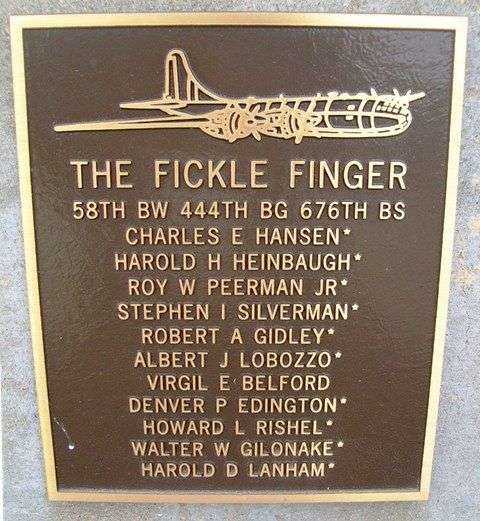 THE FICKLE FINGER
58TH BW 444TH BG 676TH BS
CHARLES E HANSEN*
HAROLD H HEINBAUGH*
ROY W PEERMAN JR*
STEPHEN I SILVERMAN*
ROBERT A GIDLEY*
ALBERT J LOBOZZO*
VIRGIL E BELFORD
DENVER P EDINGTON*
HOWARD L RISHEL*
WALTER W GILONAKE*
HAROLD D LANHAM*